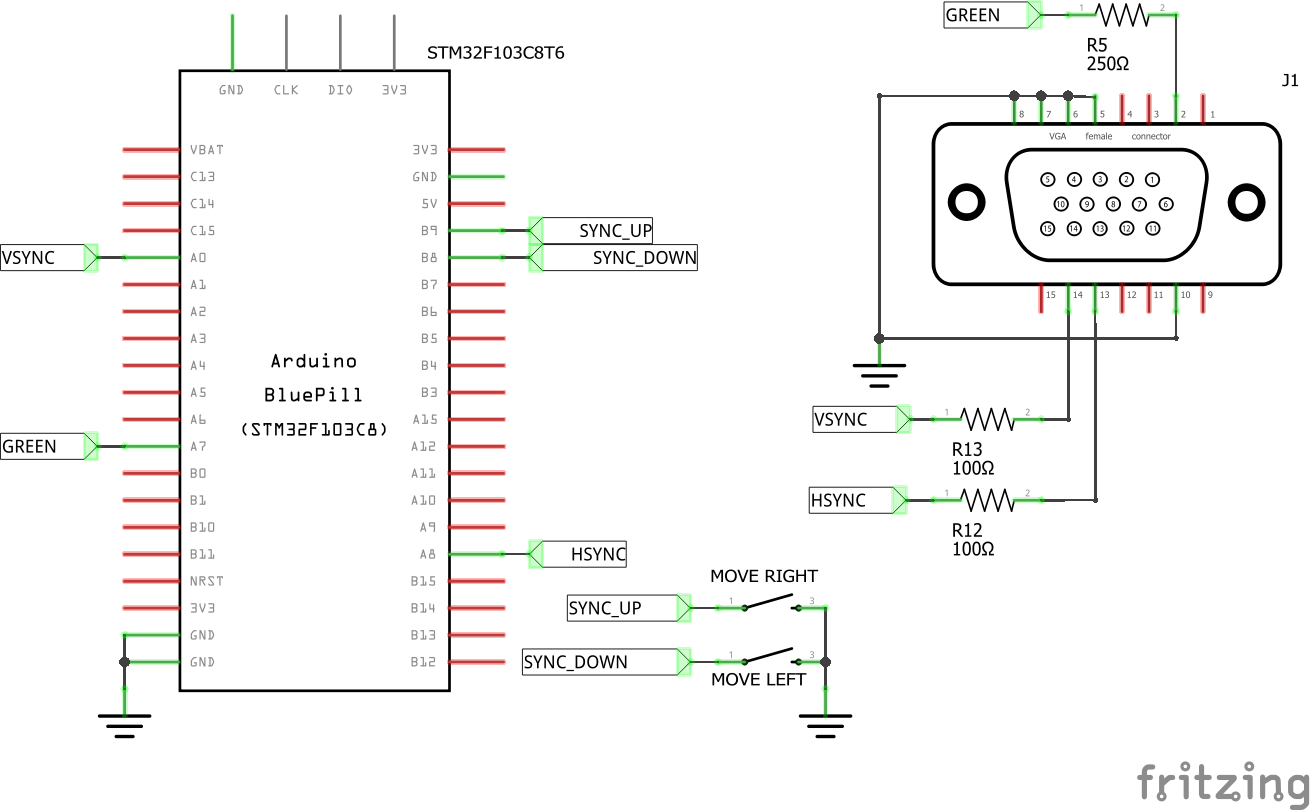 GREEN
1
2
R5
250Ω
J1
STM32F103C8T6
GND CLK DIO 3V3
8 7 6 5 4 3 2 1
VGA female connector
5 4 3 2 1
10 9 8 7 6
15 14 13 12 11
15 14 13 12 11 10 9
VBAT 3V3
C13 GND
C14 5V
C15 B9 SYNC_UP
VSYNC A0 B8 SYNC_DOWN
A1 B7
A2 B6
A3 B5
A4 B4
A5 B3
A6 A15
GREEN A7 A12
B0 A11
B1 A10
B10 A9
B11 A8 HSYNC
NRST B15
3V3 B14
GND B13
GND B12
Arduino
BluePill
(STM32F103C8)
VSYNC 1 2
R13
100Ω
HSYNC 1 2
R12
100Ω
MOVE RIGHT
SYNC_UP 1 3
SYNC_DOWN 1 3
MOVE LEFT
fritzing